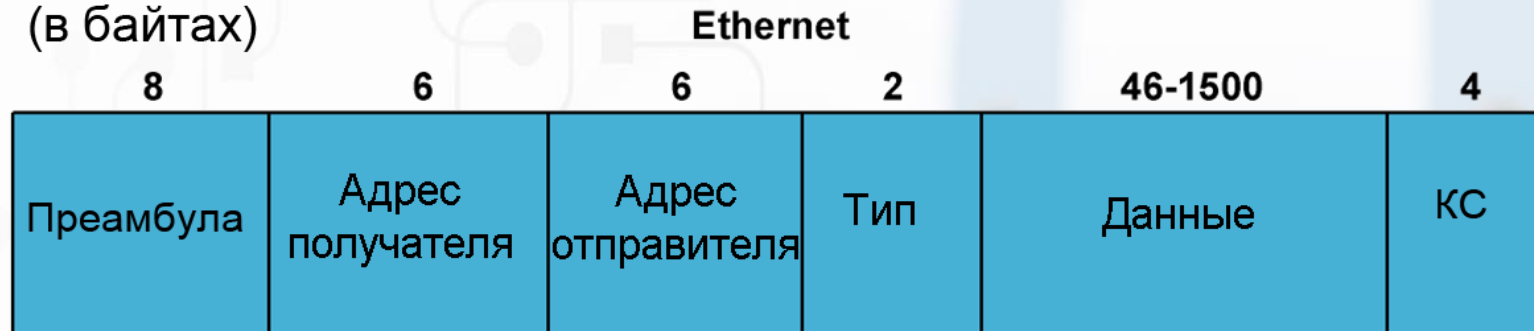 (в байтах)
Ethernet
8 6 6 2 46-1500 4
Преамбула
Адрес
получателя
Адрес
отправителя
Тип
Данные
КС